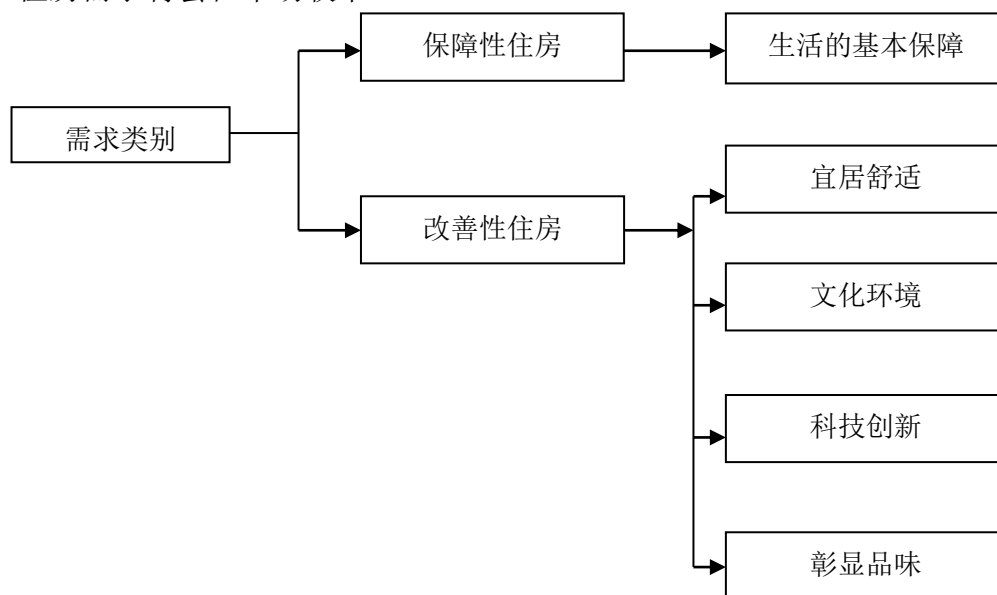 保障性住房
生活的基本保障
需求类别
宜居舒适
改善性住房
文化环境
科技创新
彰显品味